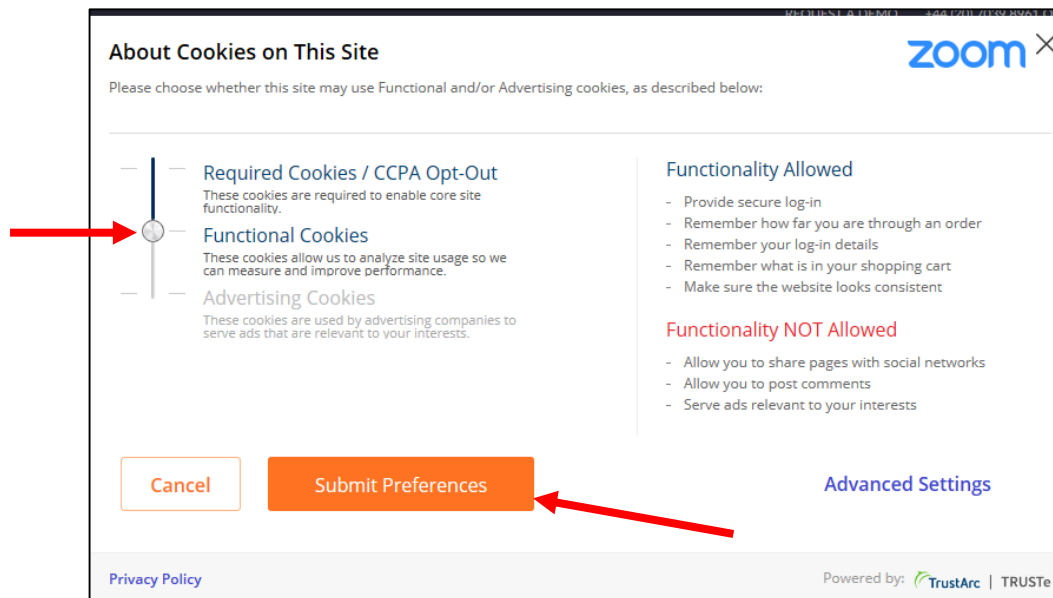 REQUEST A DEMO +44 (20) 7039 8961
About Cookies on This Site
zoom
Please choose whether this site may use Functional and/or Advertising cookies, as described below:
Required Cookies / CCPA Opt-Out
These cookies are required to enable core site
functionality.
Functional Cookies
These cookies allow us to analyze site usage so we
can measure and improve performance.
Advertising Cookies
These cookies are used by advertising companies to
serve ads that are relevant to your interests.
Functionality Allowed
- Provide secure log-in
- Remember how far you are through an order
- Remember your log-in details
- Remember what is in your shopping cart
- Make sure the website looks consistent
Functionality NOT Allowed
- Allow you to share pages with social networks
- Allow you to post comments
- Serve ads relevant to your interests
Cancel
Submit Preferences
Advanced Settings
Privacy Policy
Powered by: TrustArc | TRUSTe